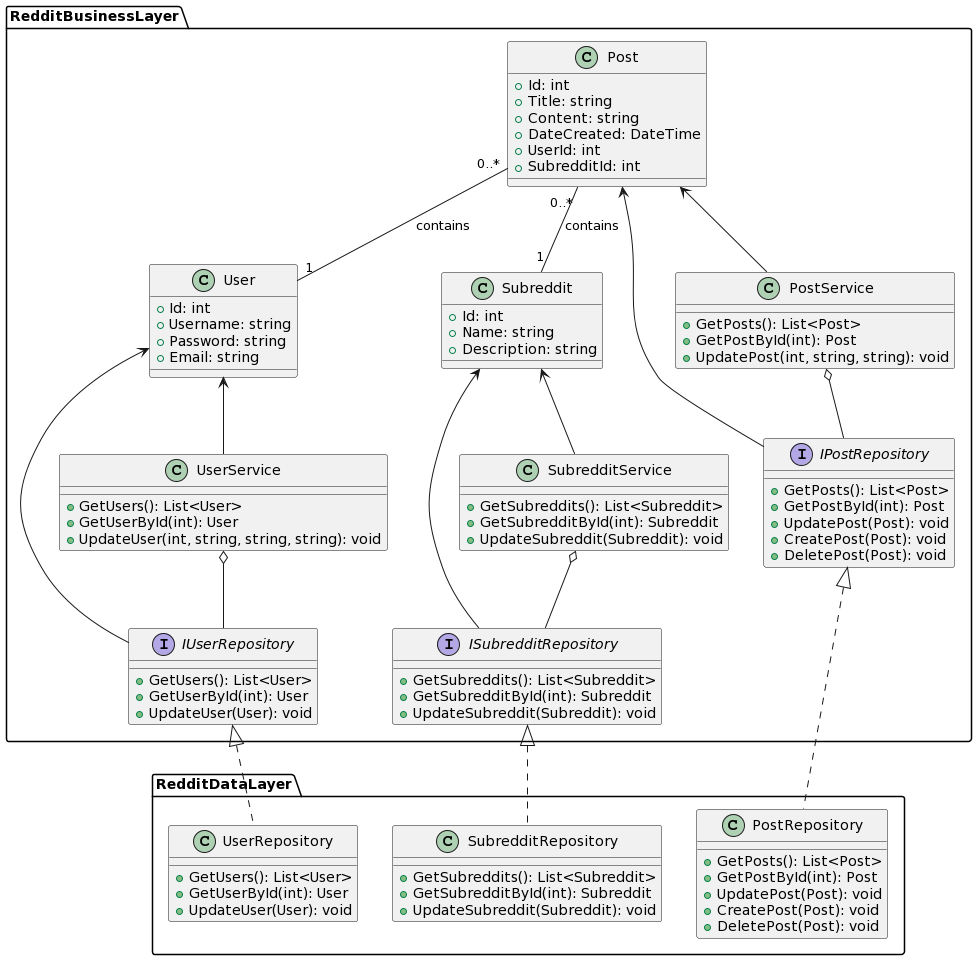 RedditBusinessLayer
C Post
Id: int
Title: string
Content: string
DateCreated: DateTime
UserId: int
SubredditId: int
0..*
0..*
contains
contains
1
1
C User
Id: int
Username: string
Password: string
Email: string
C Subreddit
Id: int
Name: string
Description: string
C PostService
GetPosts(): List<Post>
GetPostById(int): Post
UpdatePost(int, string, string): void
C UserService
GetUsers(): List<User>
GetUserById(int): User
UpdateUser(int, string, string, string): void
C SubredditService
GetSubreddits(): List<Subreddit>
GetSubredditById(int): Subreddit
UpdateSubreddit(Subreddit): void
I IPostRepository
GetPosts(): List<Post>
GetPostById(int): Post
UpdatePost(Post): void
CreatePost(Post): void
DeletePost(Post): void
I IUserRepository
GetUsers(): List<User>
GetUserById(int): User
UpdateUser(User): void
I ISubredditRepository
GetSubreddits(): List<Subreddit>
GetSubredditById(int): Subreddit
UpdateSubreddit(Subreddit): void
RedditDataLayer
C UserRepository
GetUsers(): List<User>
GetUserById(int): User
UpdateUser(User): void
C SubredditRepository
GetSubreddits(): List<Subreddit>
GetSubredditById(int): Subreddit
UpdateSubreddit(Subreddit): void
C PostRepository
GetPosts(): List<Post>
GetPostById(int): Post
UpdatePost(Post): void
CreatePost(Post): void
DeletePost(Post): void